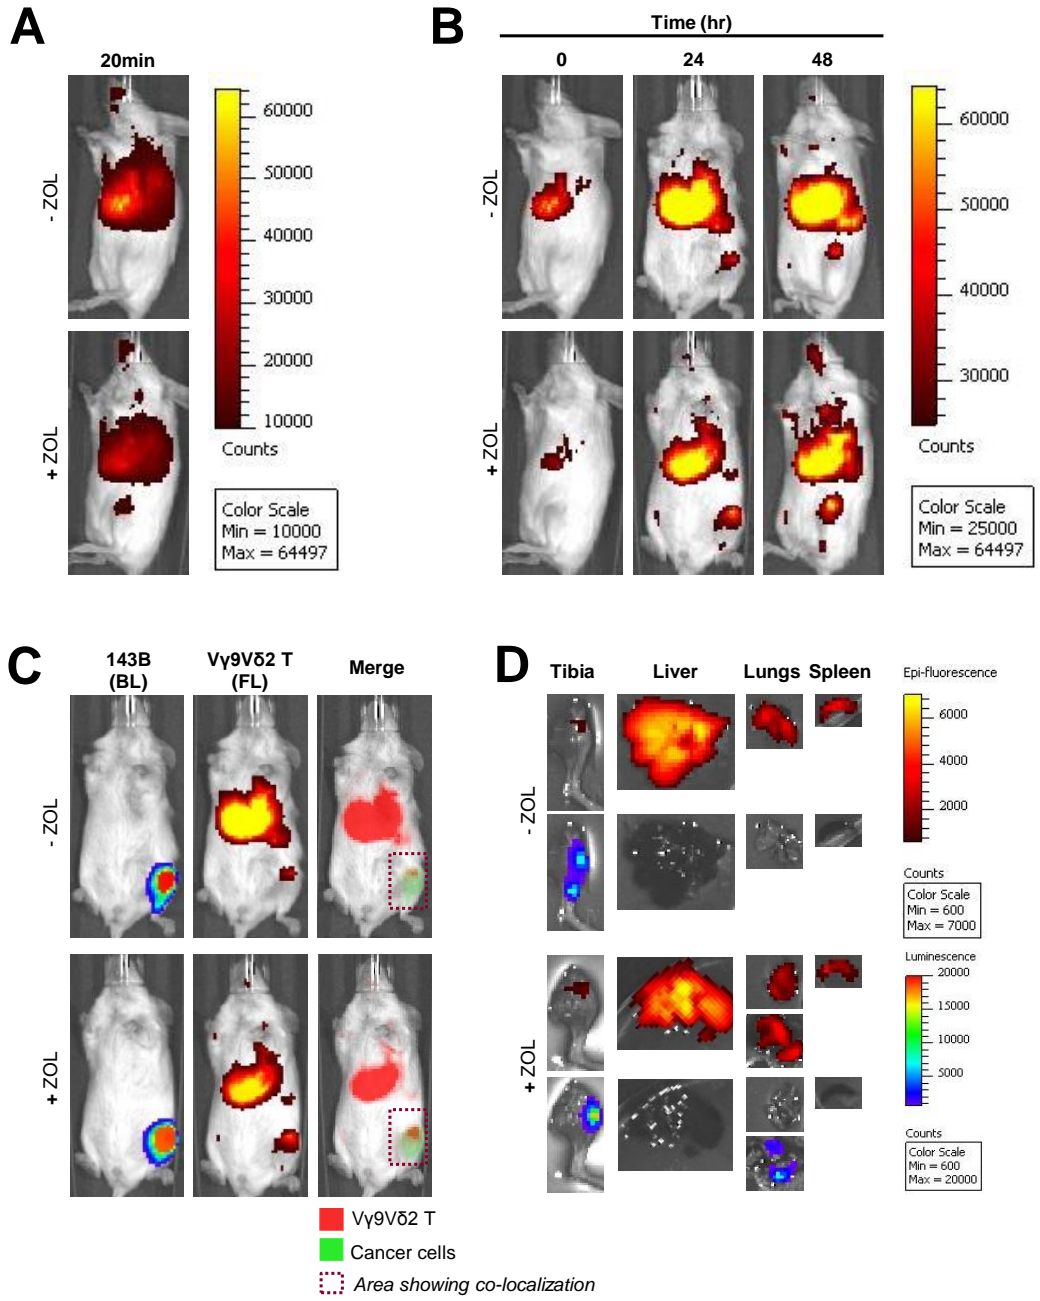 A
20min
- ZOL
+ ZOL
60000
50000
40000
30000
20000
10000
Counts
Color Scale
Min = 10000
Max = 64497
B
Time (hr)
0 24 48
- ZOL
+ ZOL
60000
50000
40000
30000
Counts
Color Scale
Min = 25000
Max = 64497
C
143B
(BL)
Vγ9Vδ2 T
(FL)
Merge
- ZOL
+ ZOL
Vγ9Vδ2 T
Cancer cells
Area showing co-localization
D
Tibia Liver Lungs Spleen
- ZOL
+ ZOL
Epi-fluorescence
6000
4000
2000
Counts
Color Scale
Min = 600
Max = 7000
Luminescence
20000
15000
10000
5000
Counts
Color Scale
Min = 600
Max = 20000